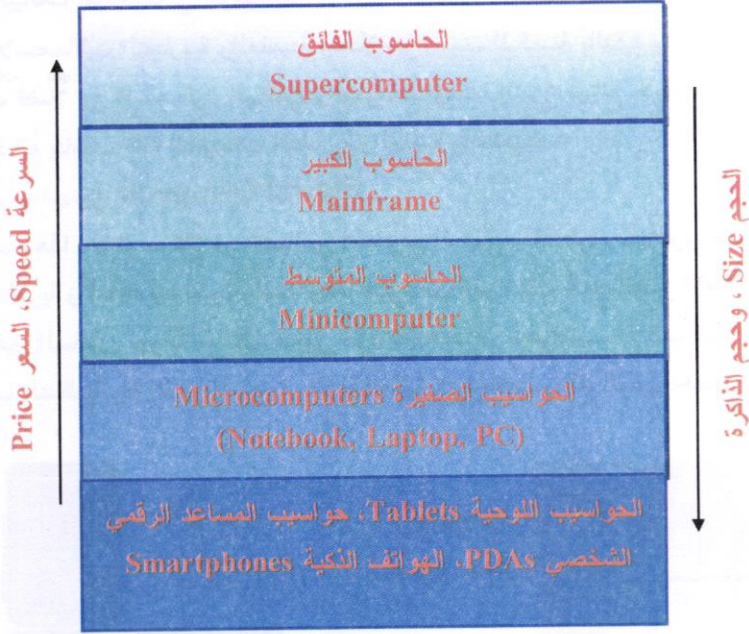 الحاسوب الفائق
Supercomputer
الحاسوب الكبير
Mainframe
الحاسوب المتوسط
Minicomputer
الحواسيب الصغيرة Microcomputers
(Notebook, Laptop, PC)
الحواسيب اللوحية Tablets، حواسيب المساعد الرقمي
الشخصي PDAs، الهواتف الذكية Smartphones
السرعة Speed، السعر Price
الحجم Size ، وحجم الذاكرة